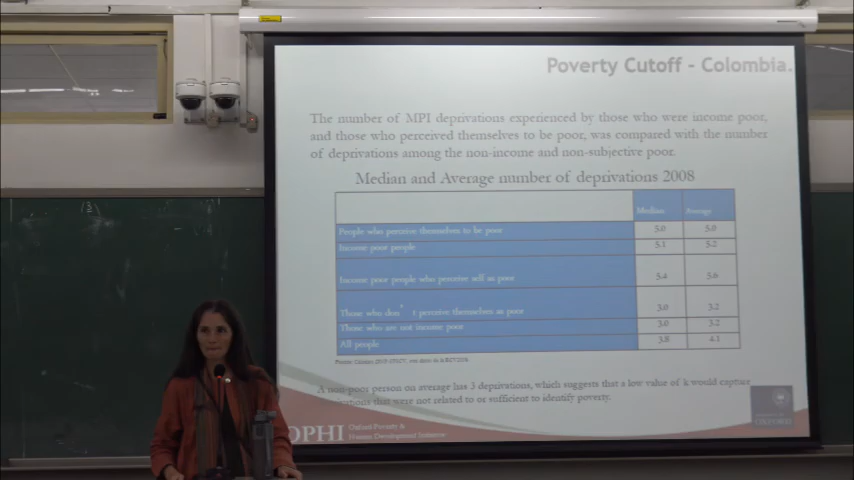 Poverty Cutoff - Colombia.
The number of MPI deprivations experienced by those who were income poor,
and those who perceived themselves to be poor, was compared with the number
of deprivations among the non-income and non-subjective poor.
Median and Average number of deprivations 2008
Median Average
People who perceive themselves to be poor 5.0 5.0
Income poor people 5.1 5.2
Income poor people who perceive self as poor 5.4 5.6
Those who don't perceive themselves as poor 3.0 3.2
Those who are not income poor 3.0 3.2
All people 3.8 4.1
A non-poor person on average has 3 deprivations, which suggests that a low value of k would capture
that were not related to or sufficient to identify poverty.
OPHI Oxford Poverty &
Human Development Initiative
OXFORD